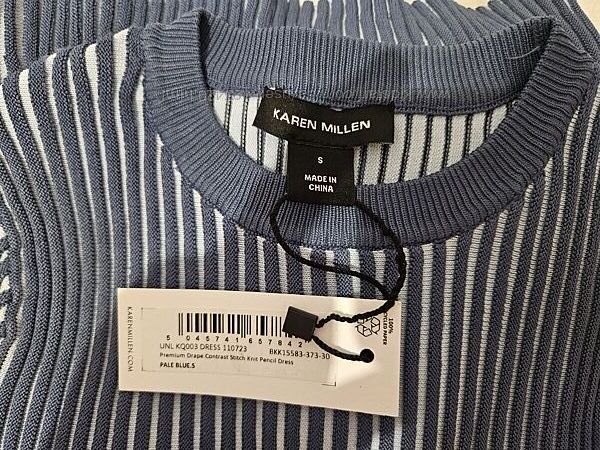 KAREN MILLEN
S
MADE IN
CHINA
KARENMILLEN.COM
5 045741 657842
UNL KQ003 DRESS 110723
BKK15583-373-30
Premium Drape Contrast Stitch Knit Pencil Dress
PALE BLUE.S
100%